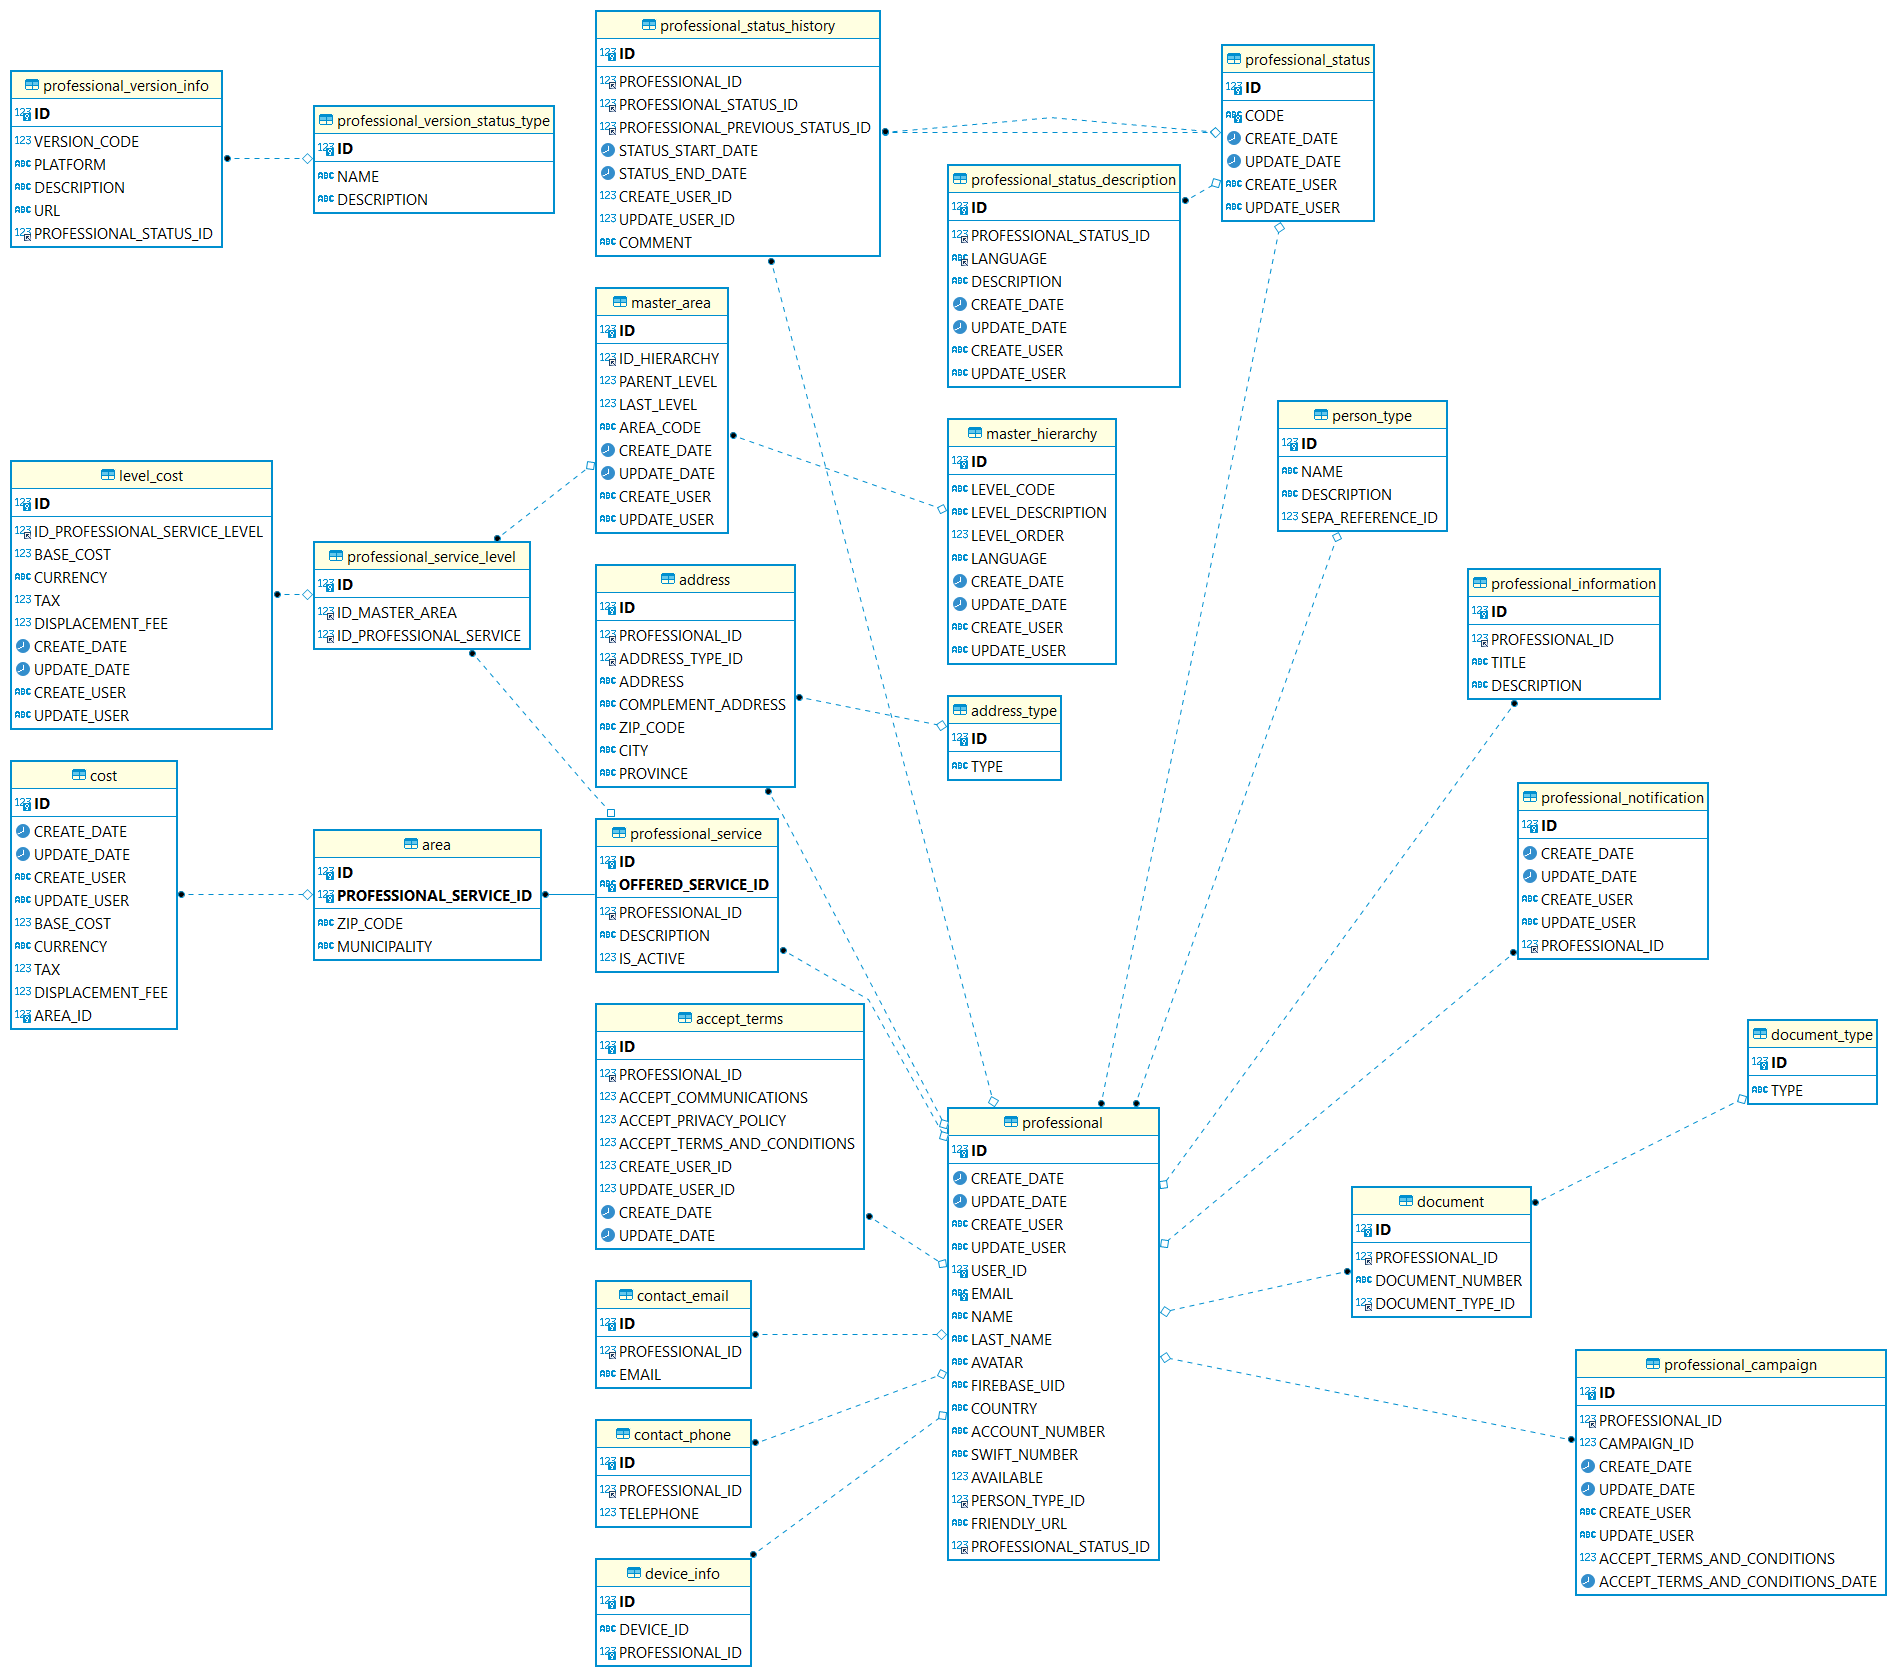 professional_version_info
ID
VERSION_CODE
PLATFORM
DESCRIPTION
URL
PROFESSIONAL_STATUS_ID
professional_version_status_type
ID
NAME
DESCRIPTION
professional_status_history
ID
PROFESSIONAL_ID
PROFESSIONAL_STATUS_ID
PROFESSIONAL_PREVIOUS_STATUS_ID
STATUS_START_DATE
STATUS_END_DATE
CREATE_USER_ID
UPDATE_USER_ID
COMMENT
professional_status
ID
CODE
CREATE_DATE
UPDATE_DATE
CREATE_USER
UPDATE_USER
professional_status_description
ID
PROFESSIONAL_STATUS_ID
LANGUAGE
DESCRIPTION
CREATE_DATE
UPDATE_DATE
CREATE_USER
UPDATE_USER
master_area
ID
ID_HIERARCHY
PARENT_LEVEL
LAST_LEVEL
AREA_CODE
CREATE_DATE
UPDATE_DATE
CREATE_USER
UPDATE_USER
master_hierarchy
ID
LEVEL_CODE
LEVEL_DESCRIPTION
LEVEL_ORDER
LANGUAGE
CREATE_DATE
UPDATE_DATE
CREATE_USER
UPDATE_USER
person_type
ID
NAME
DESCRIPTION
SEPA_REFERENCE_ID
level_cost
ID
ID_PROFESSIONAL_SERVICE_LEVEL
BASE_COST
CURRENCY
TAX
DISPLACEMENT_FEE
CREATE_DATE
UPDATE_DATE
CREATE_USER
UPDATE_USER
professional_service_level
ID
ID_MASTER_AREA
ID_PROFESSIONAL_SERVICE
address
ID
PROFESSIONAL_ID
ADDRESS_TYPE_ID
ADDRESS
COMPLEMENT_ADDRESS
ZIP_CODE
CITY
PROVINCE
address_type
ID
TYPE
professional_information
ID
PROFESSIONAL_ID
TITLE
DESCRIPTION
cost
ID
CREATE_DATE
UPDATE_DATE
CREATE_USER
UPDATE_USER
BASE_COST
CURRENCY
TAX
DISPLACEMENT_FEE
AREA_ID
area
ID
PROFESSIONAL_SERVICE_ID
ZIP_CODE
MUNICIPALITY
professional_service
ID
OFFERED_SERVICE_ID
PROFESSIONAL_ID
DESCRIPTION
IS_ACTIVE
professional_notification
ID
CREATE_DATE
UPDATE_DATE
CREATE_USER
UPDATE_USER
PROFESSIONAL_ID
accept_terms
ID
PROFESSIONAL_ID
ACCEPT_COMMUNICATIONS
ACCEPT_PRIVACY_POLICY
ACCEPT_TERMS_AND_CONDITIONS
CREATE_USER_ID
UPDATE_USER_ID
CREATE_DATE
UPDATE_DATE
professional
ID
CREATE_DATE
UPDATE_DATE
CREATE_USER
UPDATE_USER
USER_ID
EMAIL
NAME
LAST_NAME
AVATAR
FIREBASE_UID
COUNTRY
ACCOUNT_NUMBER
SWIFT_NUMBER
AVAILABLE
PERSON_TYPE_ID
FRIENDLY_URL
PROFESSIONAL_STATUS_ID
document_type
ID
TYPE
document
ID
PROFESSIONAL_ID
DOCUMENT_NUMBER
DOCUMENT_TYPE_ID
contact_email
ID
PROFESSIONAL_ID
EMAIL
contact_phone
ID
PROFESSIONAL_ID
TELEPHONE
device_info
ID
DEVICE_ID
PROFESSIONAL_ID
professional_campaign
ID
PROFESSIONAL_ID
CAMPAIGN_ID
CREATE_DATE
UPDATE_DATE
CREATE_USER
UPDATE_USER
ACCEPT_TERMS_AND_CONDITIONS
ACCEPT_TERMS_AND_CONDITIONS_DATE